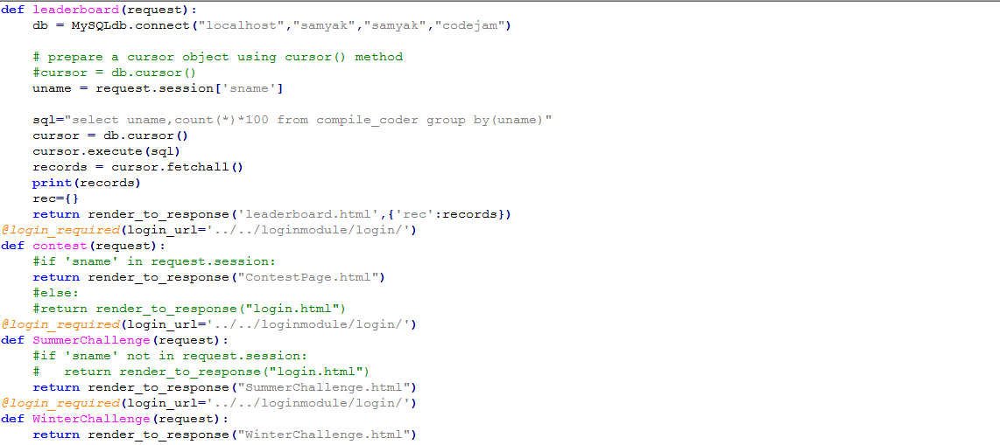 def leaderboard(request):
    db = MySQLdb.connect("localhost","samyak","samyak","codejam")

    # prepare a cursor object using cursor() method
    #cursor = db.cursor()
    uname = request.session['sname']

    sql="select uname,count(*)*100 from compile_coder group by(uname)"
    cursor = db.cursor()
    cursor.execute(sql)
    records = cursor.fetchall()
    print(records)
    rec={}
    return render_to_response('leaderboard.html',{'rec':records})
@login_required(login_url='../../loginmodule/login/')
def contest(request):
    #if 'sname' in request.session:
    return render_to_response("ContestPage.html")
    #else:
    #return render_to_response("login.html")
@login_required(login_url='../../loginmodule/login/')
def SummerChallenge(request):
    #if 'sname' not in request.session:
    #   return render_to_response("login.html")
    return render_to_response("SummerChallenge.html")
@login_required(login_url='../../loginmodule/login/')
def WinterChallenge(request):
    return render_to_response("WinterChallenge.html")